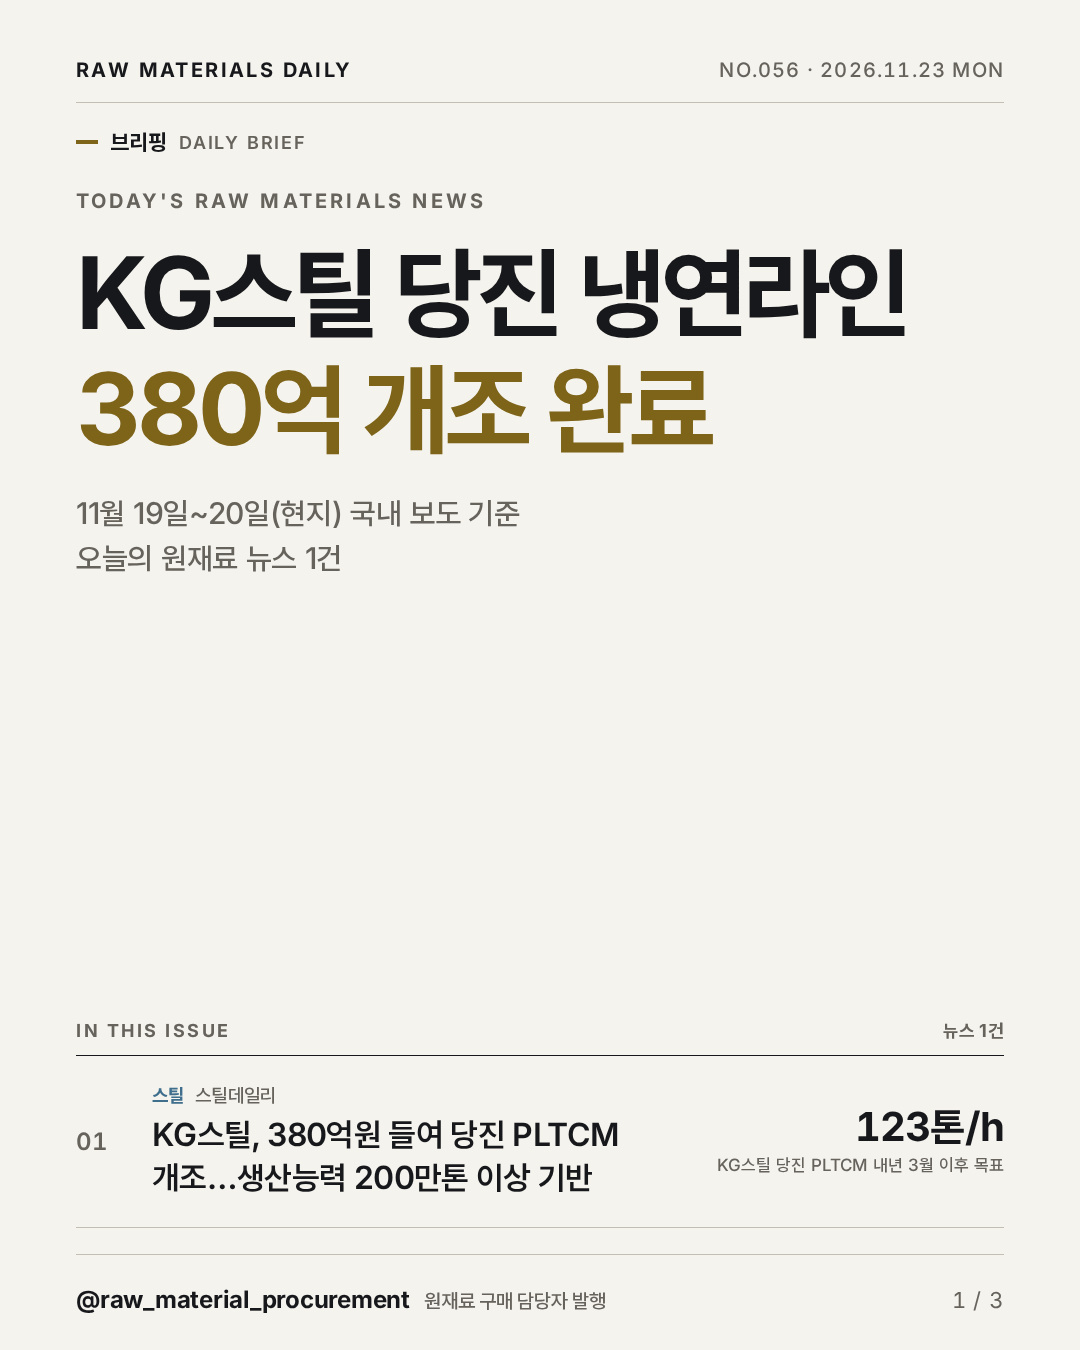 RAW MATERIALS DAILY
NO.056 · 2026.11.23 MON
브리핑 DAILY BRIEF
TODAY'S RAW MATERIALS NEWS
KG스틸 당진 냉연라인
380억 개조 완료
11월 19일~20일(현지) 국내 보도 기준
오늘의 원재료 뉴스 1건
IN THIS ISSUE
뉴스 1건
스틸 스틸데일리
01
KG스틸, 380억원 들여 당진 PLTCM
개조…생산능력 200만톤 이상 기반
123톤/h
KG스틸 당진 PLTCM 내년 3월 이후 목표
@raw_material_procurement 원재료 구매 담당자 발행
1 / 3